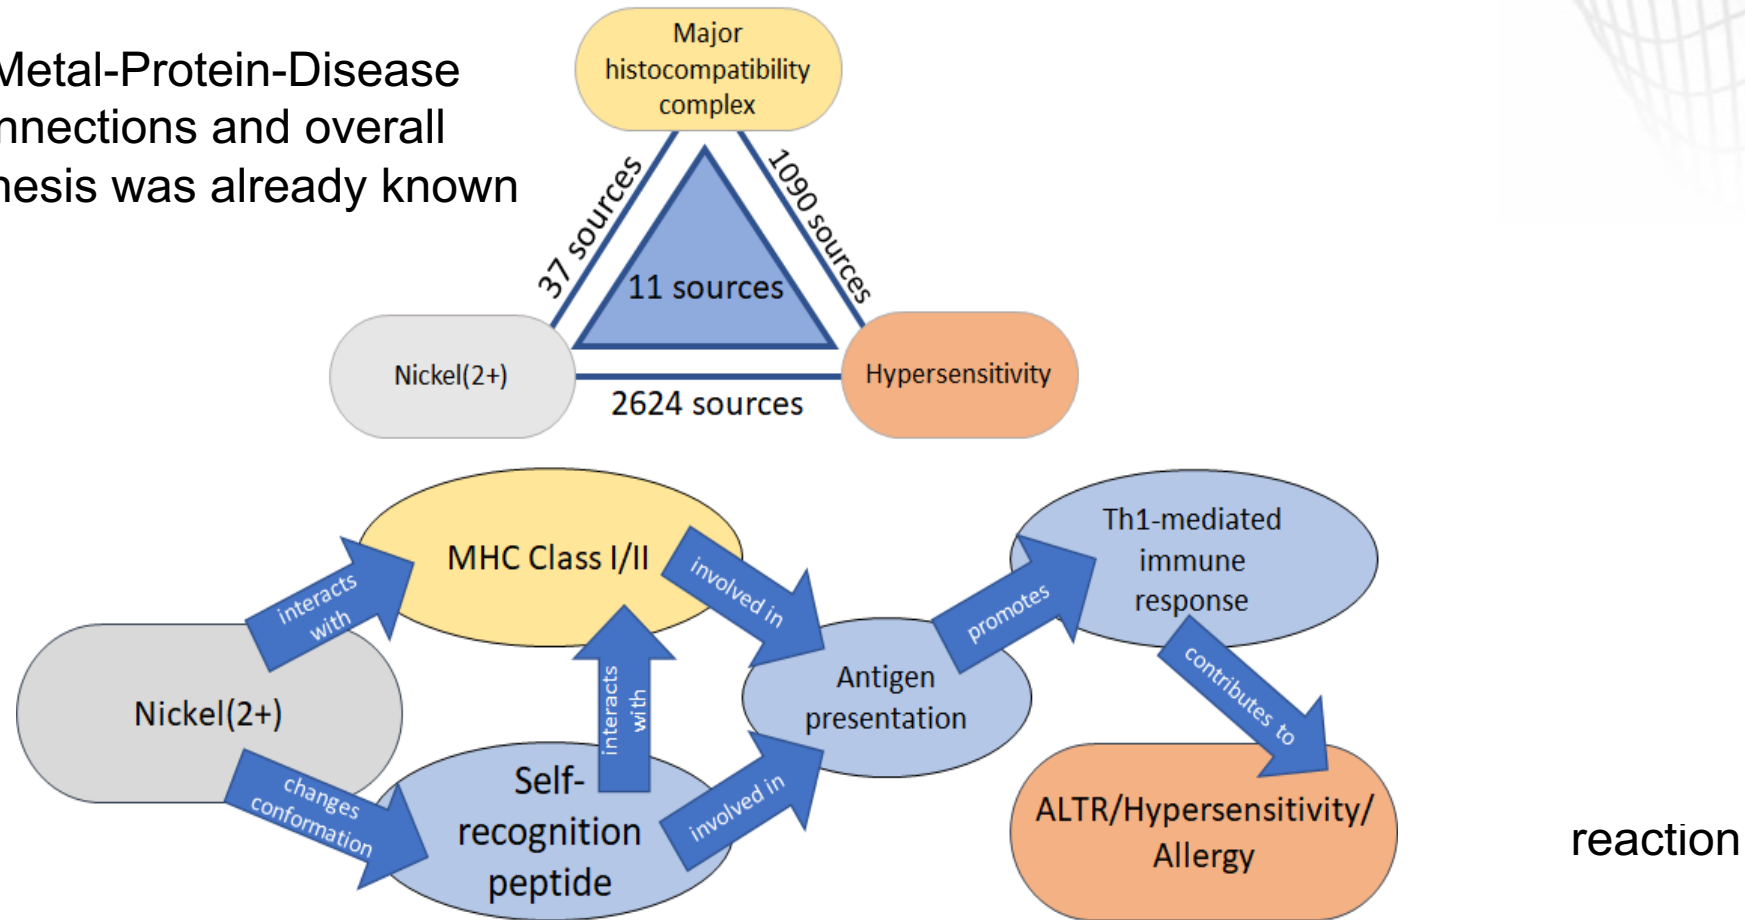 Metal-Protein-Disease
nnections and overall
nesis was already known
Major
histocompatibility
complex
37 sources
1090 sources
11 sources
Nickel(2+)
Hypersensitivity
2624 sources
MHC Class I/II
Th1-mediated
immune
response
interacts
with
involved in
promotes
Nickel(2+)
interacts
with
Antigen
presentation
contributes to
changes
conformation
Self-
recognition
peptide
involved in
ALTR/Hypersensitivity/
Allergy
reaction